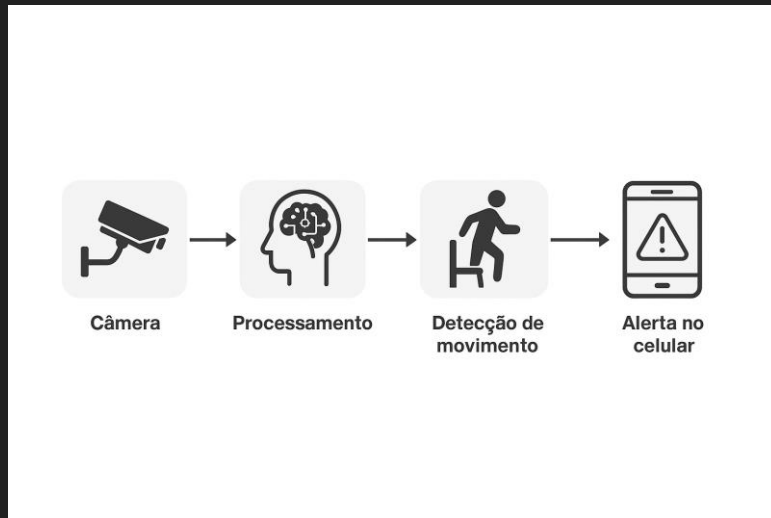 Câmera
Processamento
Detecção de
movimento
Alerta no
celular